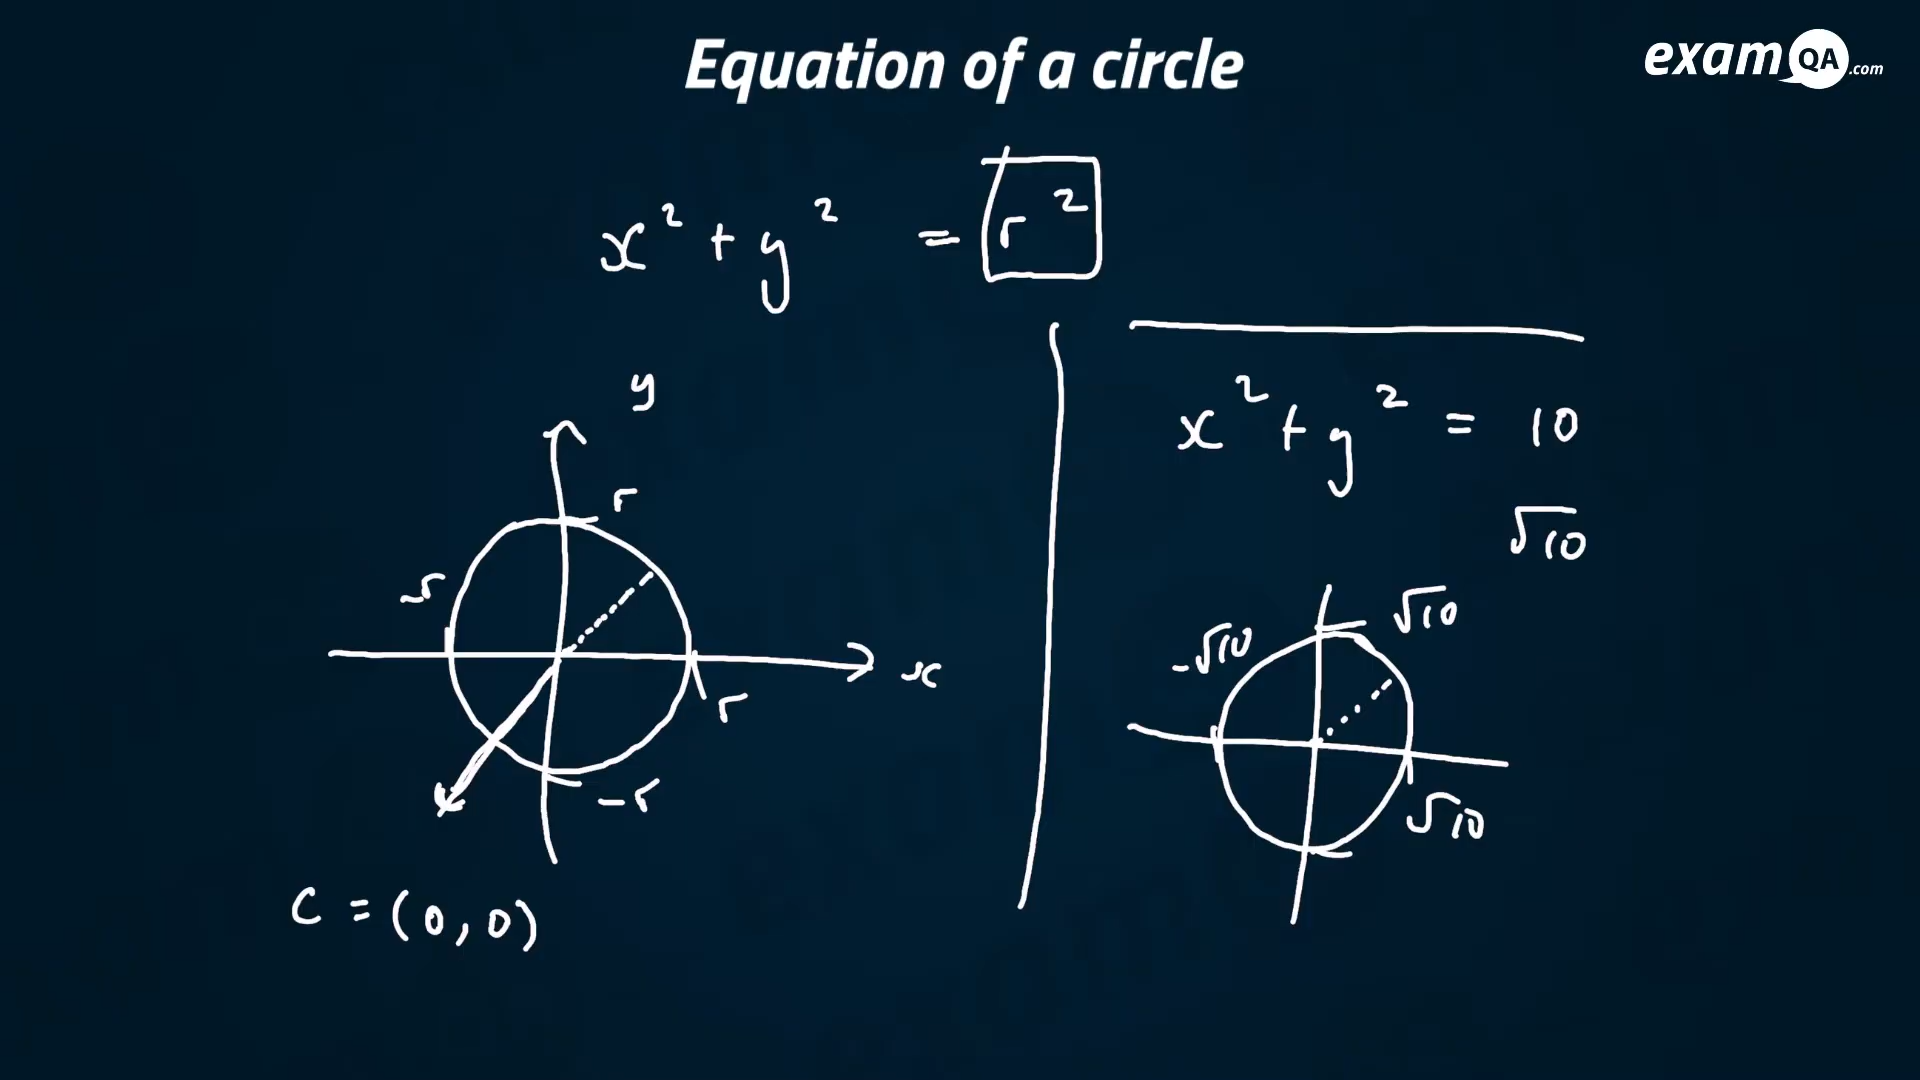 Equation of a circle
examQA.com
x² + y² = r²
y
r
-r
x
r
-r
C = (0, 0)
x² + y² = 10
√10
√10
-√10
√10